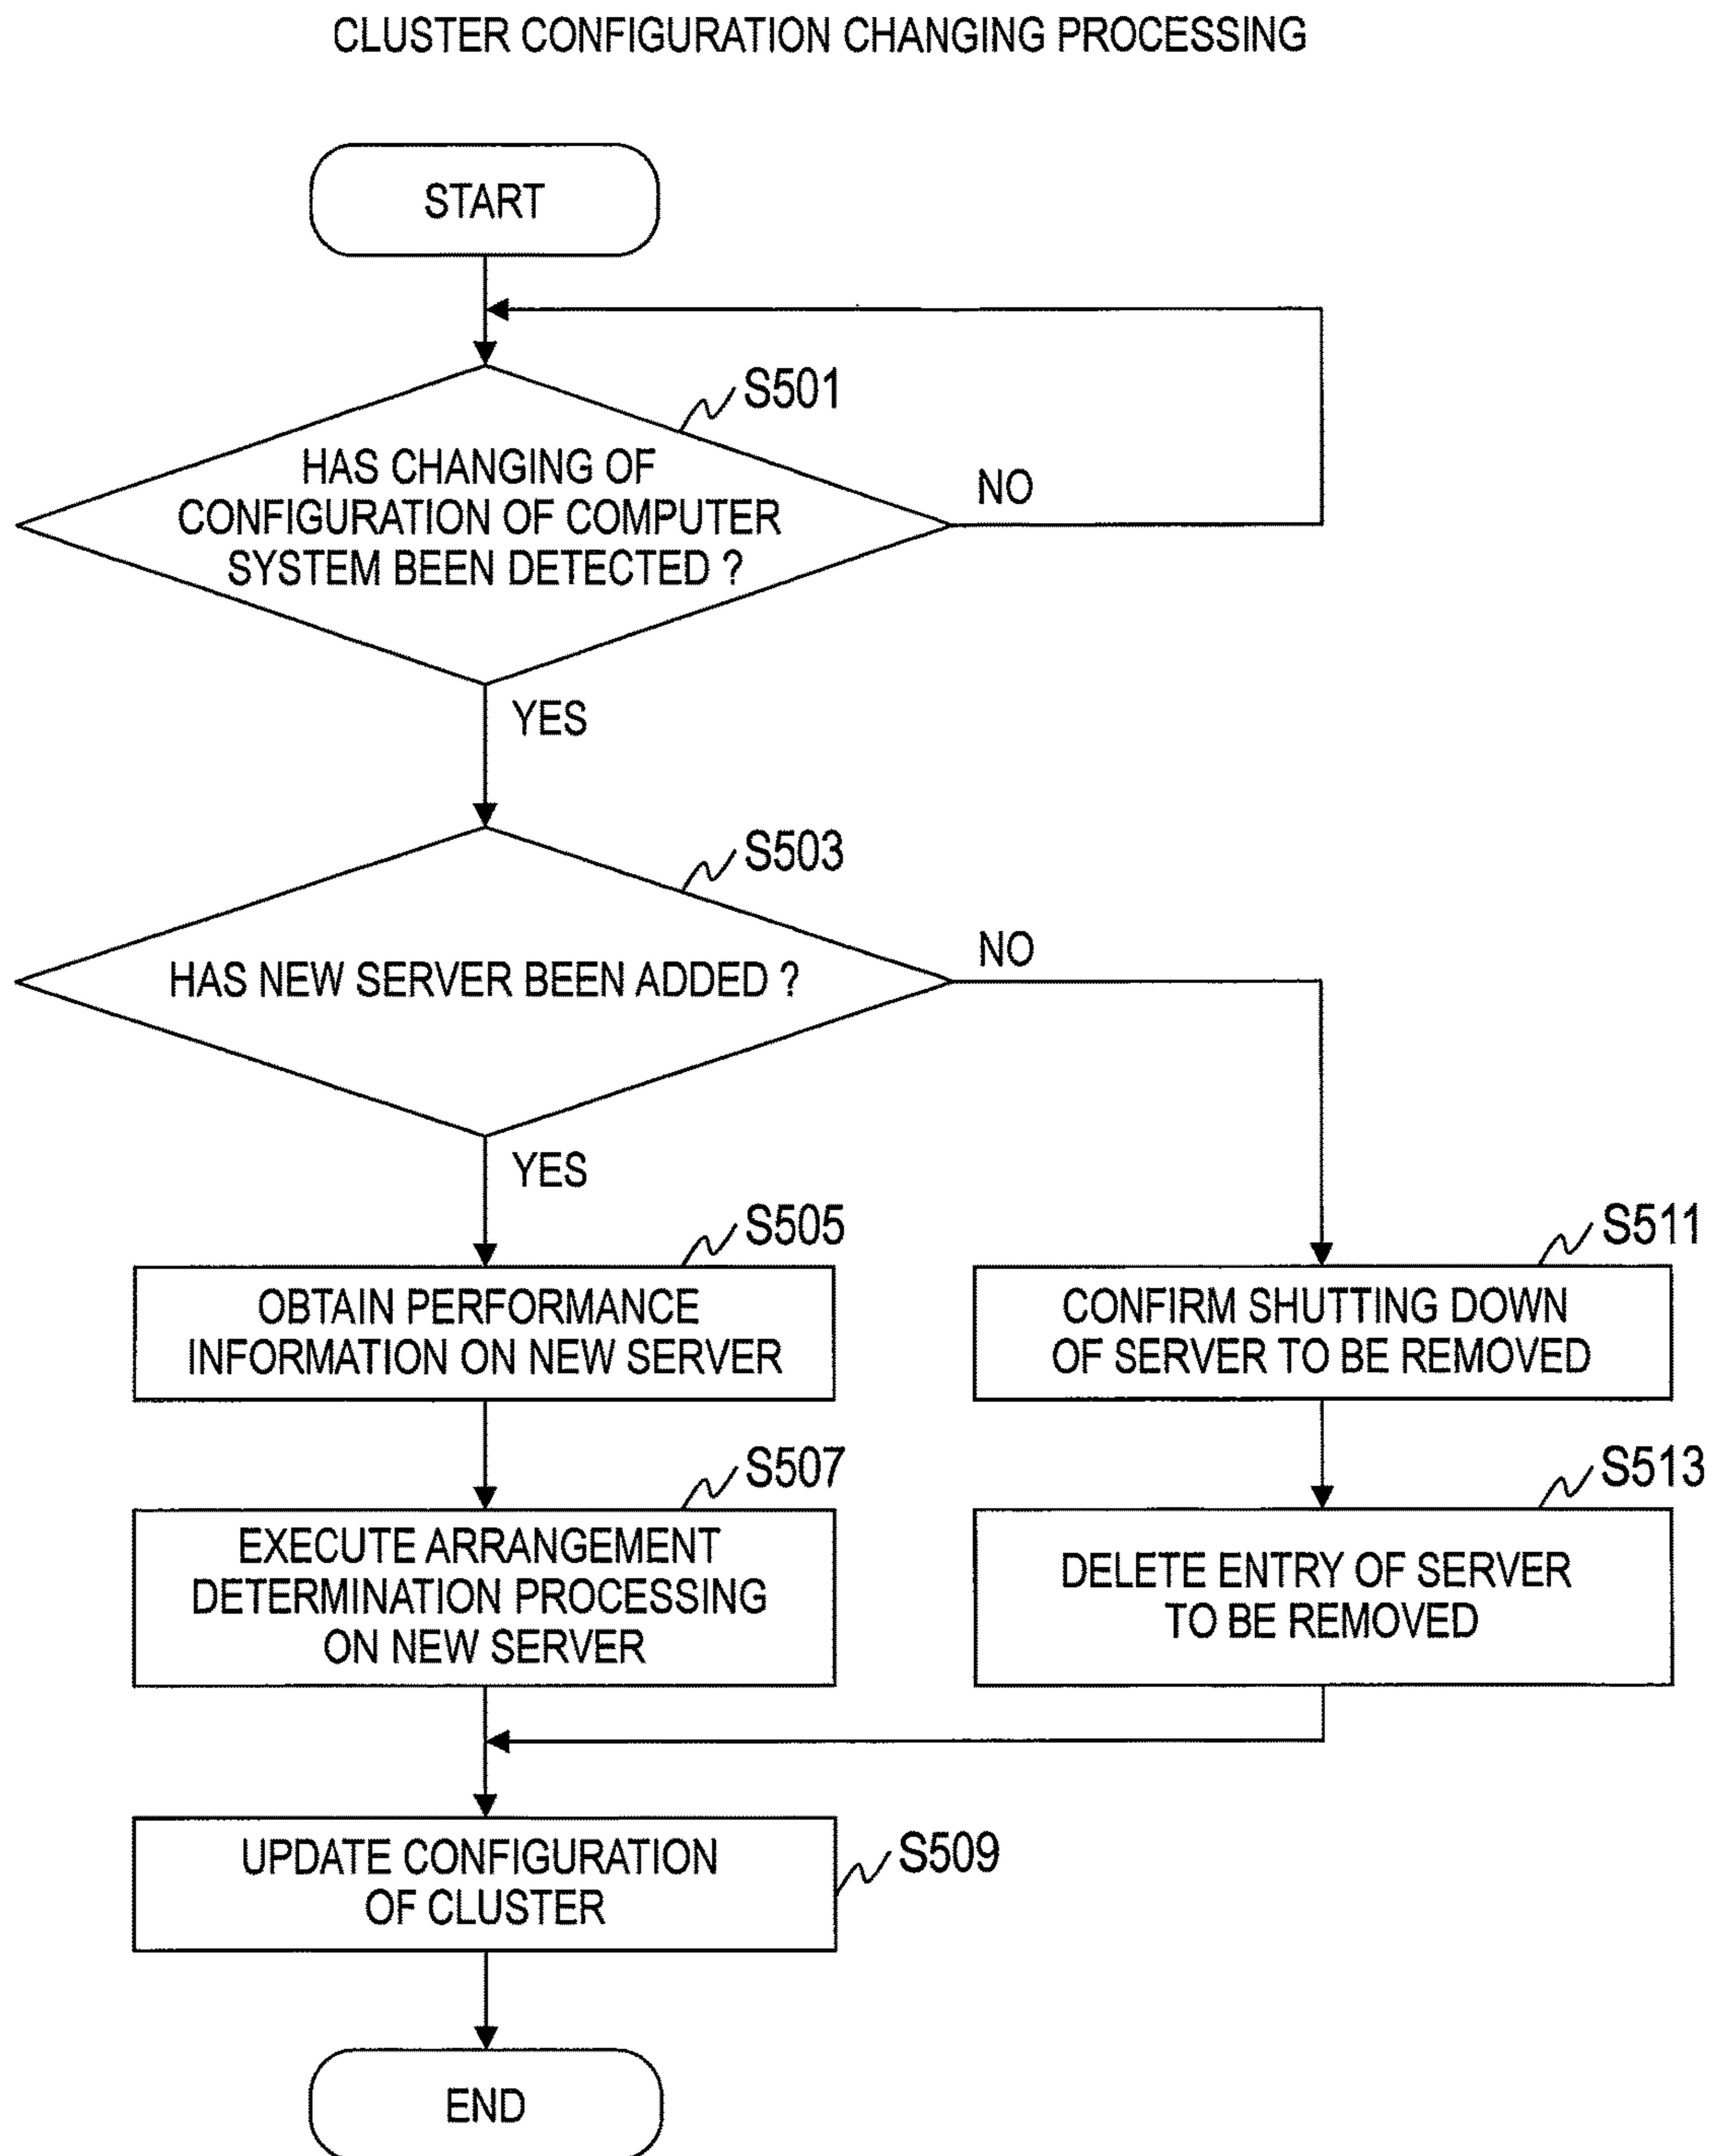 CLUSTER CONFIGURATION CHANGING PROCESSING
START
S501
HAS CHANGING OF
CONFIGURATION OF COMPUTER
SYSTEM BEEN DETECTED ?
NO
YES
S503
HAS NEW SERVER BEEN ADDED ?
NO
YES
S505
OBTAIN PERFORMANCE
INFORMATION ON NEW SERVER
S511
CONFIRM SHUTTING DOWN
OF SERVER TO BE REMOVED
S507
EXECUTE ARRANGEMENT
DETERMINATION PROCESSING
ON NEW SERVER
S513
DELETE ENTRY OF SERVER
TO BE REMOVED
UPDATE CONFIGURATION
OF CLUSTER
S509
END